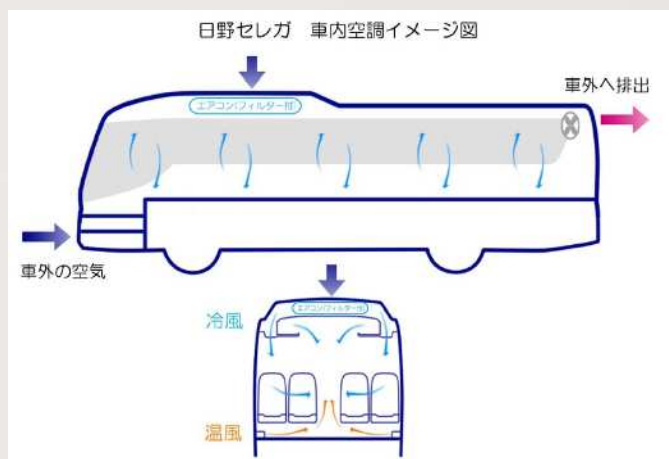 日野セレガ　車内空調イメージ図
エアコン(フィルター付)
車外へ排出
車外の空気
エアコン(フィルター付)
冷風
温風